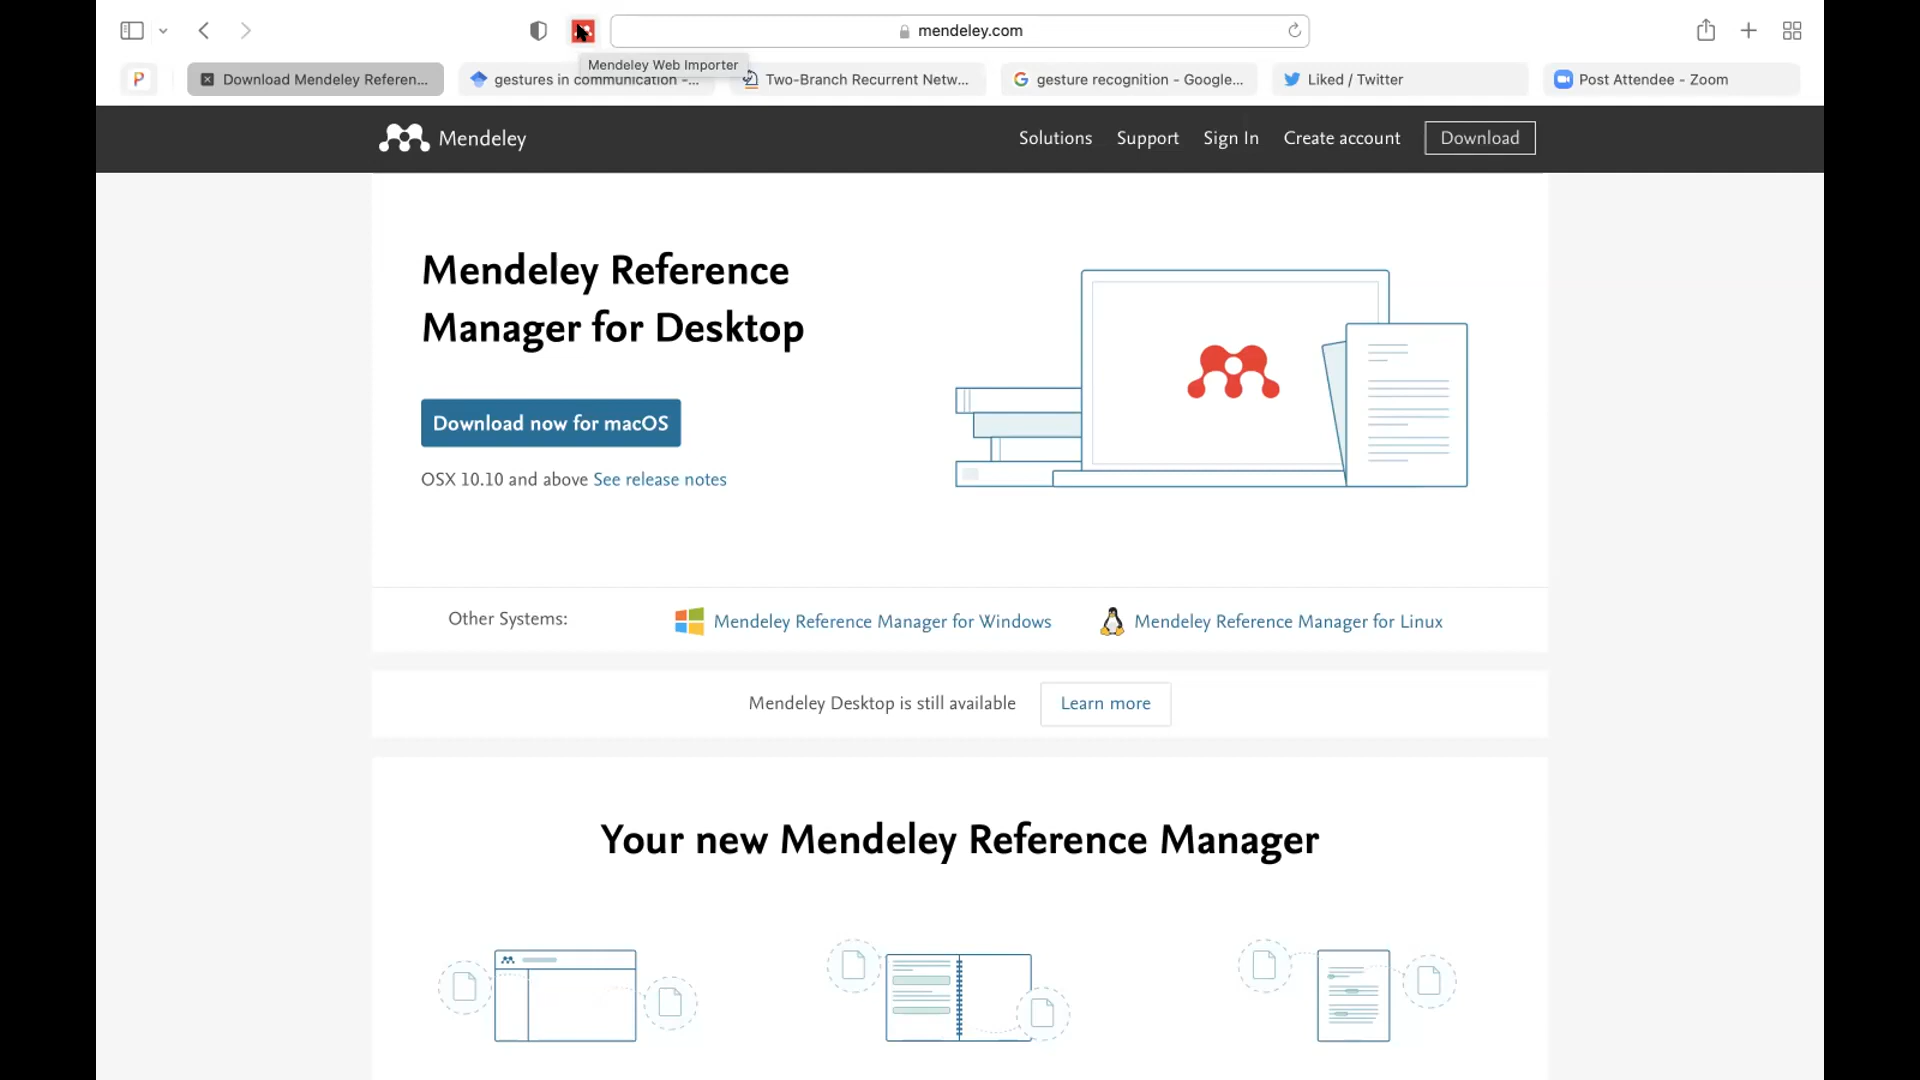 mendeley.com
Mendeley Web Importer
P
Download Mendeley Referen...
gestures in communication -...
Two-Branch Recurrent Netw...
gesture recognition - Google...
Liked / Twitter
Post Attendee - Zoom
Mendeley
Solutions
Support
Sign In
Create account
Download
Mendeley Reference
Manager for Desktop
Download now for macOS
OSX 10.10 and above See release notes
Other Systems:
Mendeley Reference Manager for Windows
Mendeley Reference Manager for Linux
Mendeley Desktop is still available
Learn more
Your new Mendeley Reference Manager